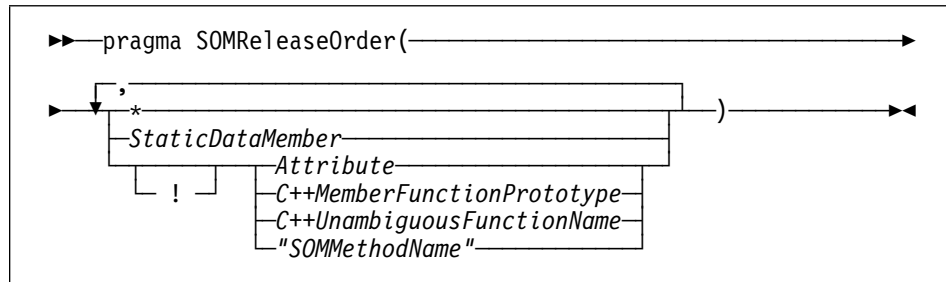 pragma SOMReleaseOrder(
,
* )
StaticDataMember
Attribute
!
C++MemberFunctionPrototype
C++UnambiguousFunctionName
"SOMMethodName"